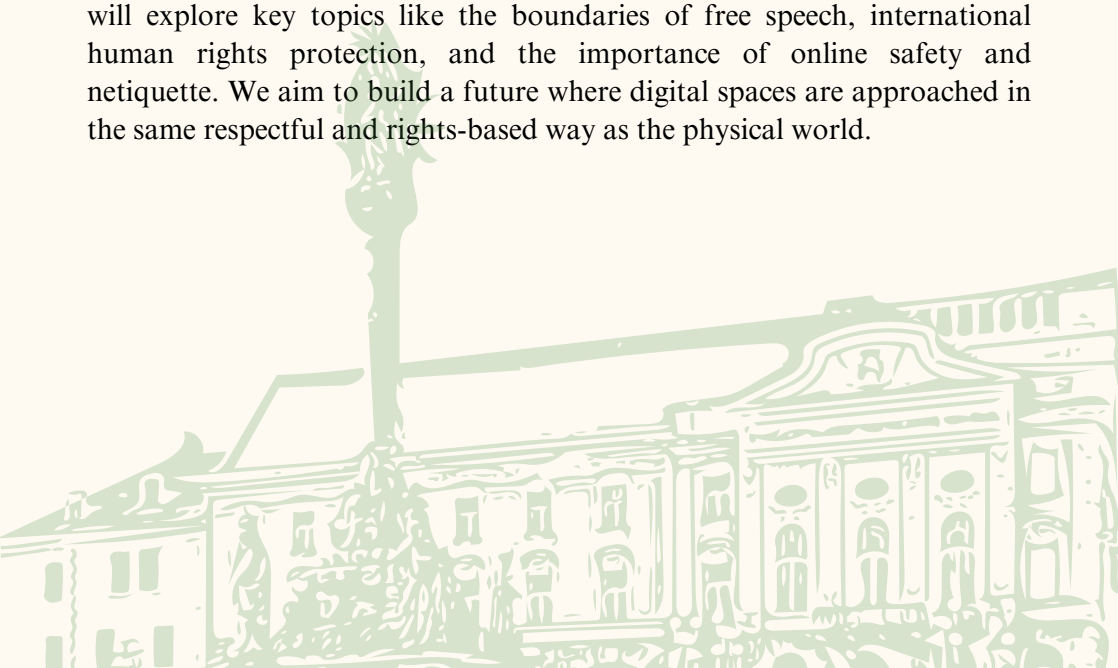 will explore key topics like the boundaries of free speech, international
human rights protection, and the importance of online safety and
netiquette. We aim to build a future where digital spaces are approached in
the same respectful and rights-based way as the physical world.